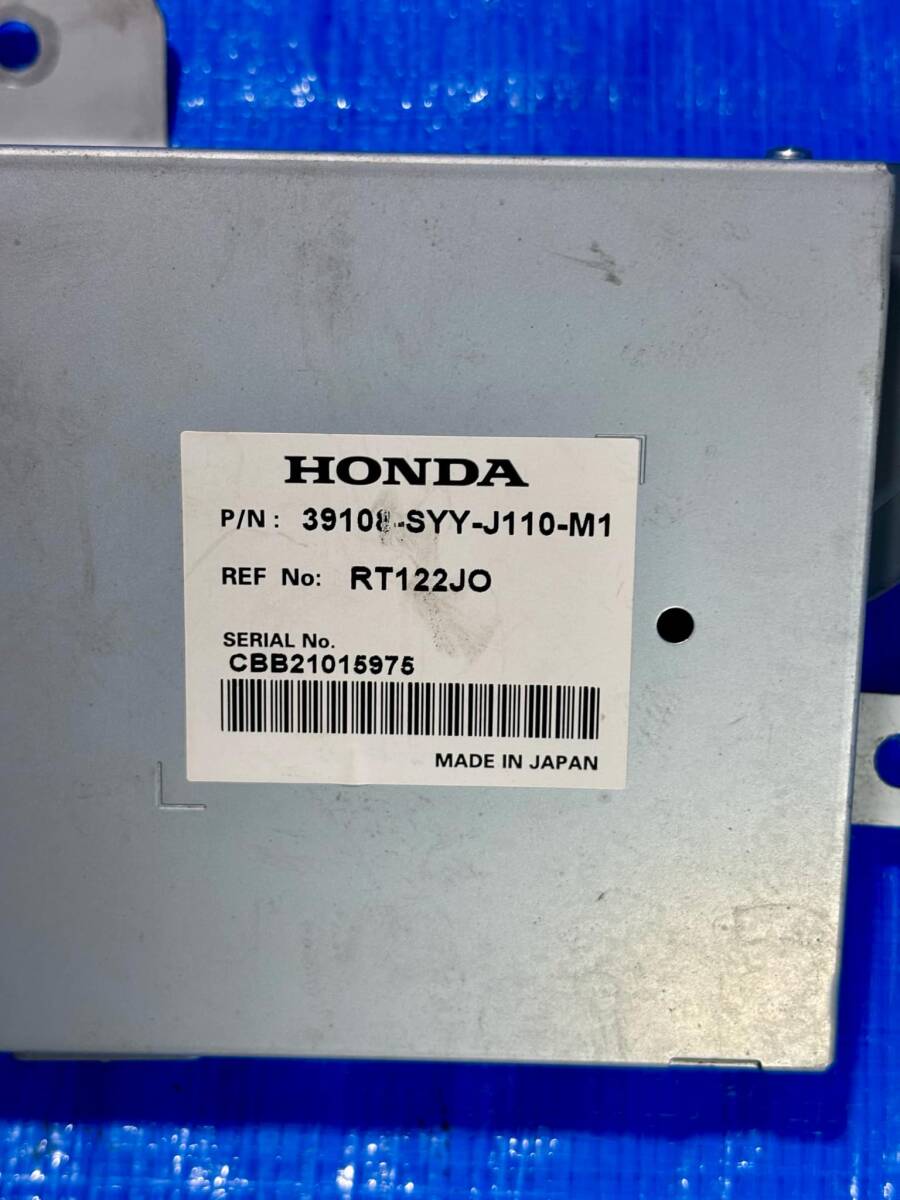 HONDA
P/N: 39108-SYY-J110-M1
REF No: RT122JO
SERIAL No.
CBB21015975
MADE IN JAPAN